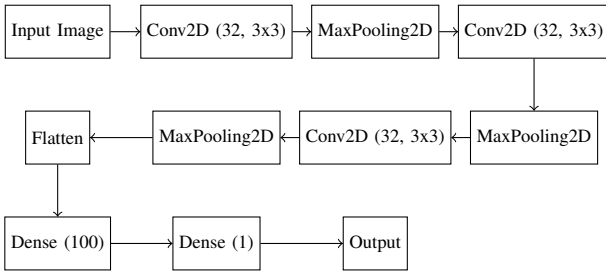 Input Image
Conv2D (32, 3x3)
MaxPooling2D
Conv2D (32, 3x3)
MaxPooling2D
Conv2D (32, 3x3)
MaxPooling2D
Flatten
Dense (100)
Dense (1)
Output